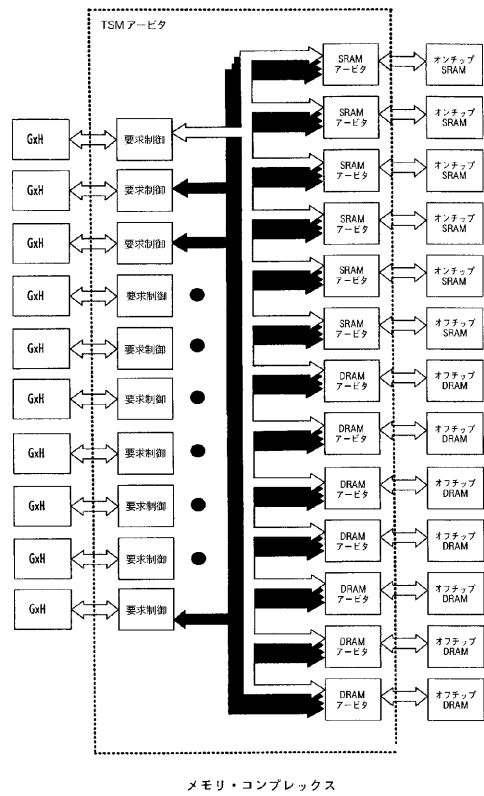 TSMアービタ
SRAM
アービタ
オンチップ
SRAM
SRAM
アービタ
オンチップ
SRAM
GxH
要求制御
SRAM
アービタ
オンチップ
SRAM
GxH
要求制御
SRAM
アービタ
オンチップ
SRAM
GxH
要求制御
SRAM
アービタ
オンチップ
SRAM
GxH
要求制御
SRAM
アービタ
オフチップ
SRAM
GxH
要求制御
DRAM
アービタ
オフチップ
DRAM
GxH
要求制御
DRAM
アービタ
オフチップ
DRAM
GxH
要求制御
DRAM
アービタ
オフチップ
DRAM
GxH
要求制御
DRAM
アービタ
オフチップ
DRAM
GxH
要求制御
DRAM
アービタ
オフチップ
DRAM
GxH
要求制御
DRAM
アービタ
オフチップ
DRAM
DRAM
アービタ
オフチップ
DRAM
メモリ・コンプレックス